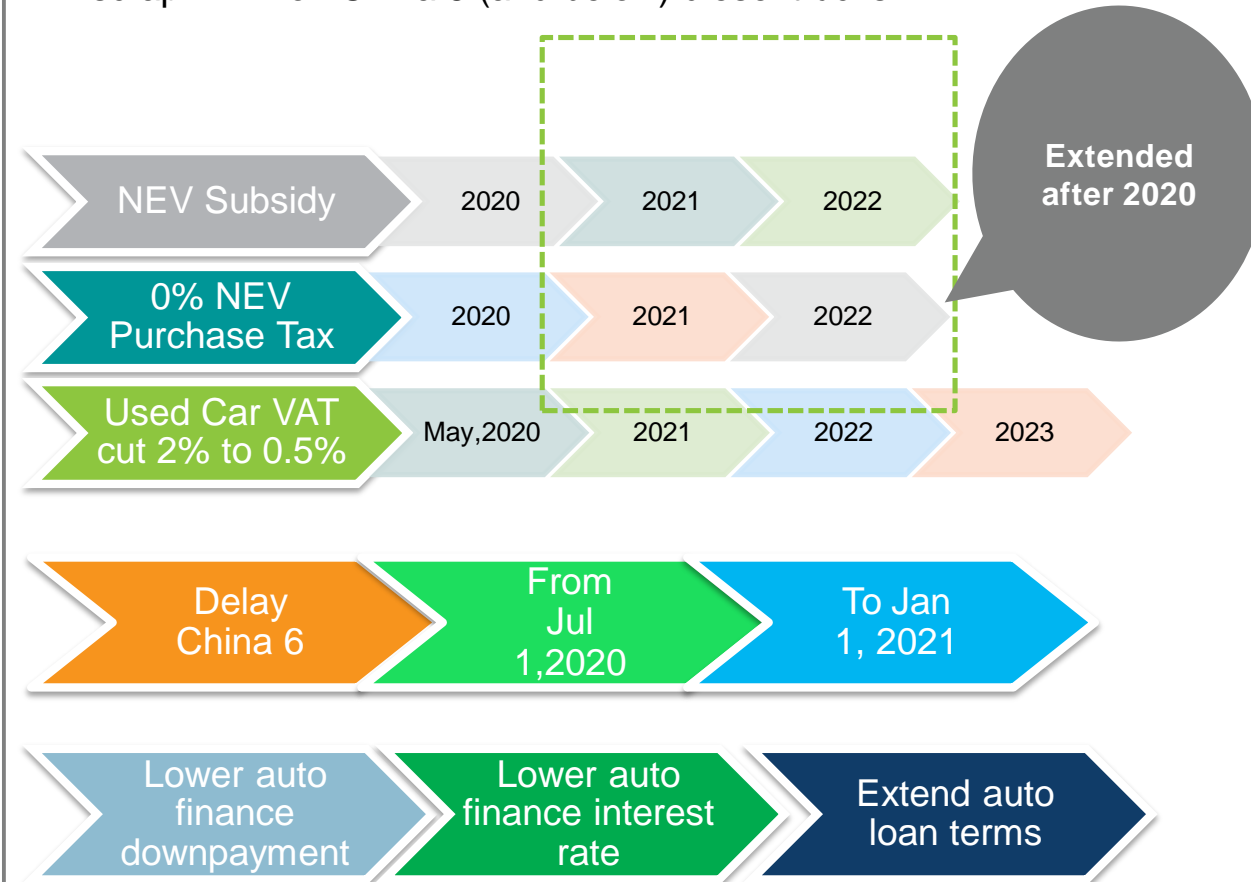 Extended
after 2020
NEV Subsidy
2020
2021
2022
0% NEV
Purchase Tax
2020
2021
2022
Used Car VAT
cut 2% to 0.5%
May,2020
2021
2022
2023
Delay
China 6
From
Jul
1,2020
To Jan
1, 2021
Lower auto
finance
downpayment
Lower auto
finance interest
rate
Extend auto
loan terms